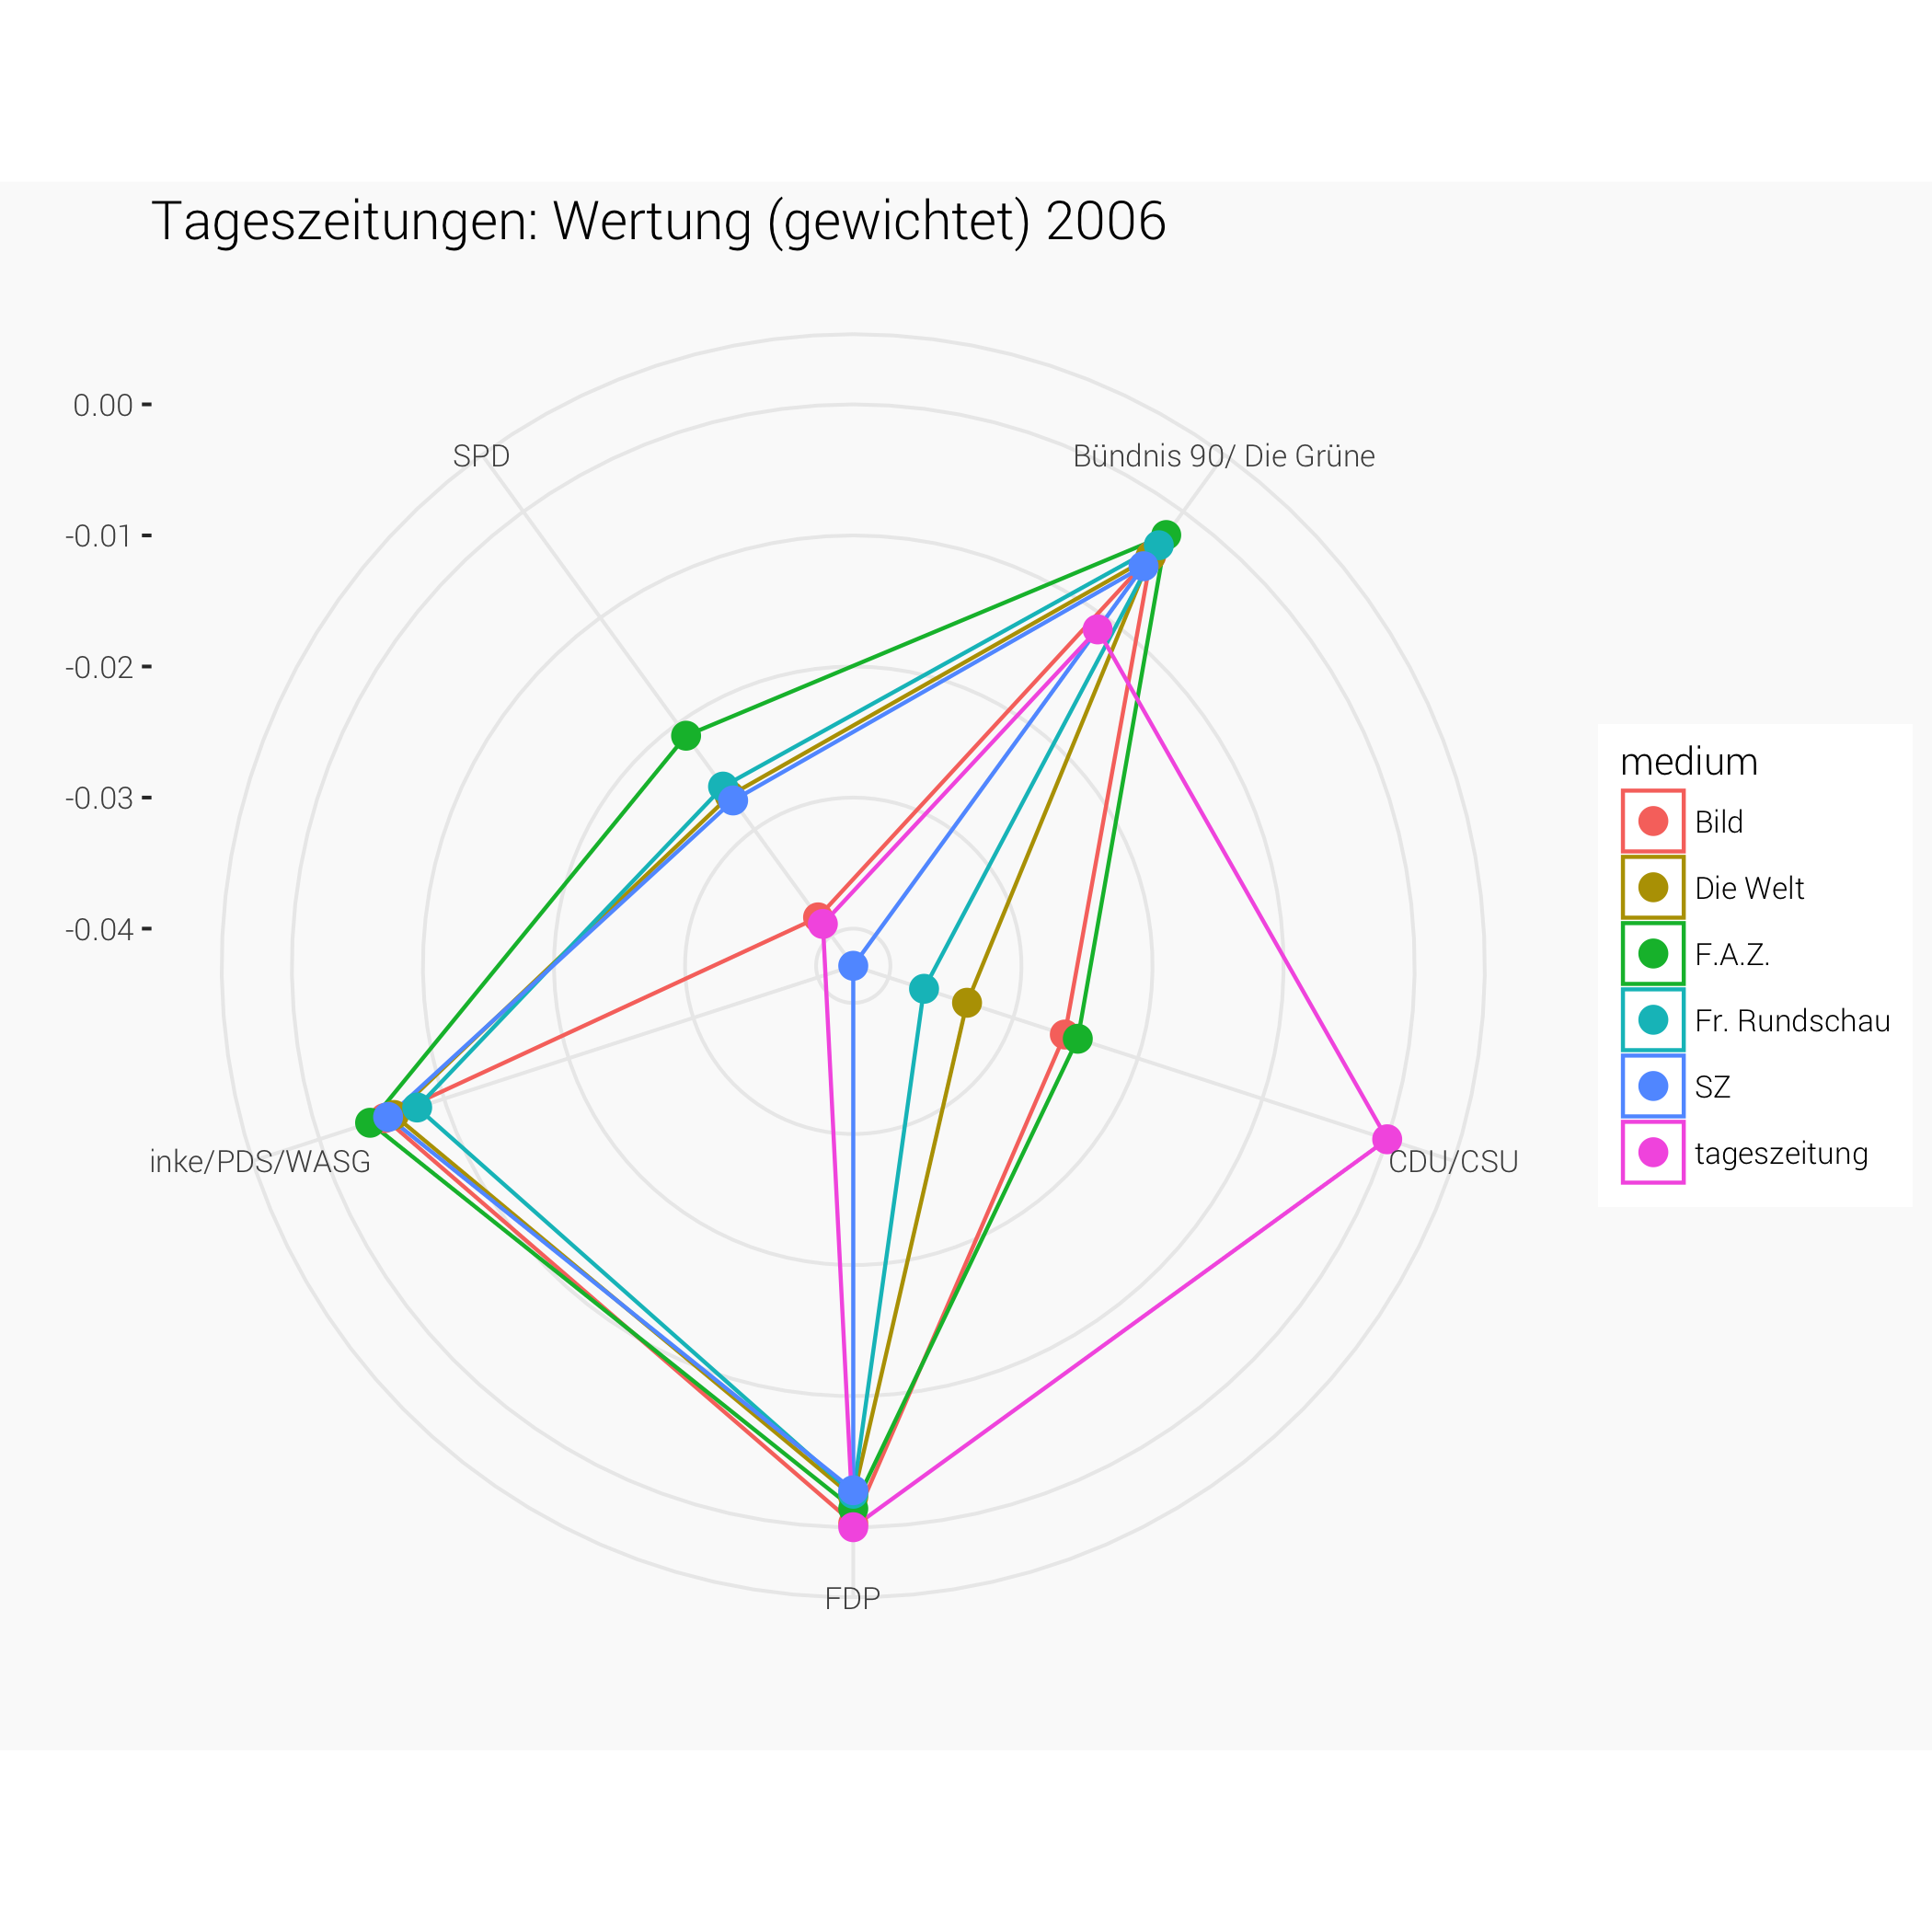 Tageszeitungen: Wertung (gewichtet) 2006
0.00
-0.01
-0.02
-0.03
-0.04
SPD
Bündnis 90/ Die Grüne
inke/PDS/WASG
CDU/CSU
FDP
medium
Bild
Die Welt
F.A.Z.
Fr. Rundschau
SZ
tageszeitung